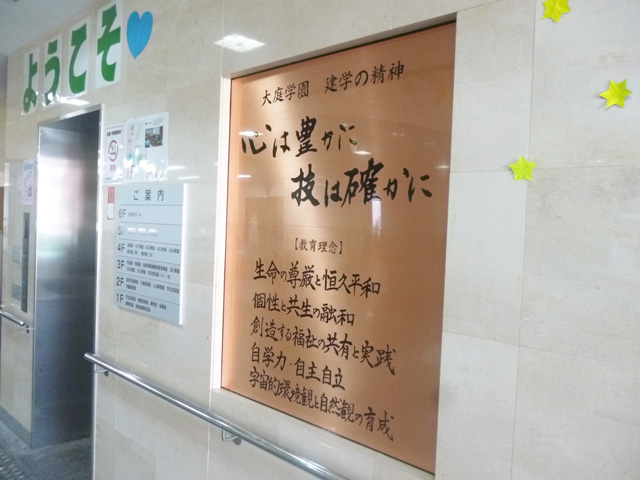 ようこそ
大庭学園 建学の精神
心は豊かに
技は確かに
【教育理念】
生命の尊厳と恒久平和
個性と共生の融和
創造する福祉の共有と実践
自学力・自主自立
宇宙的環境観と自然観の育成
ご案内
6F
5F
4F
3F
2F
1F